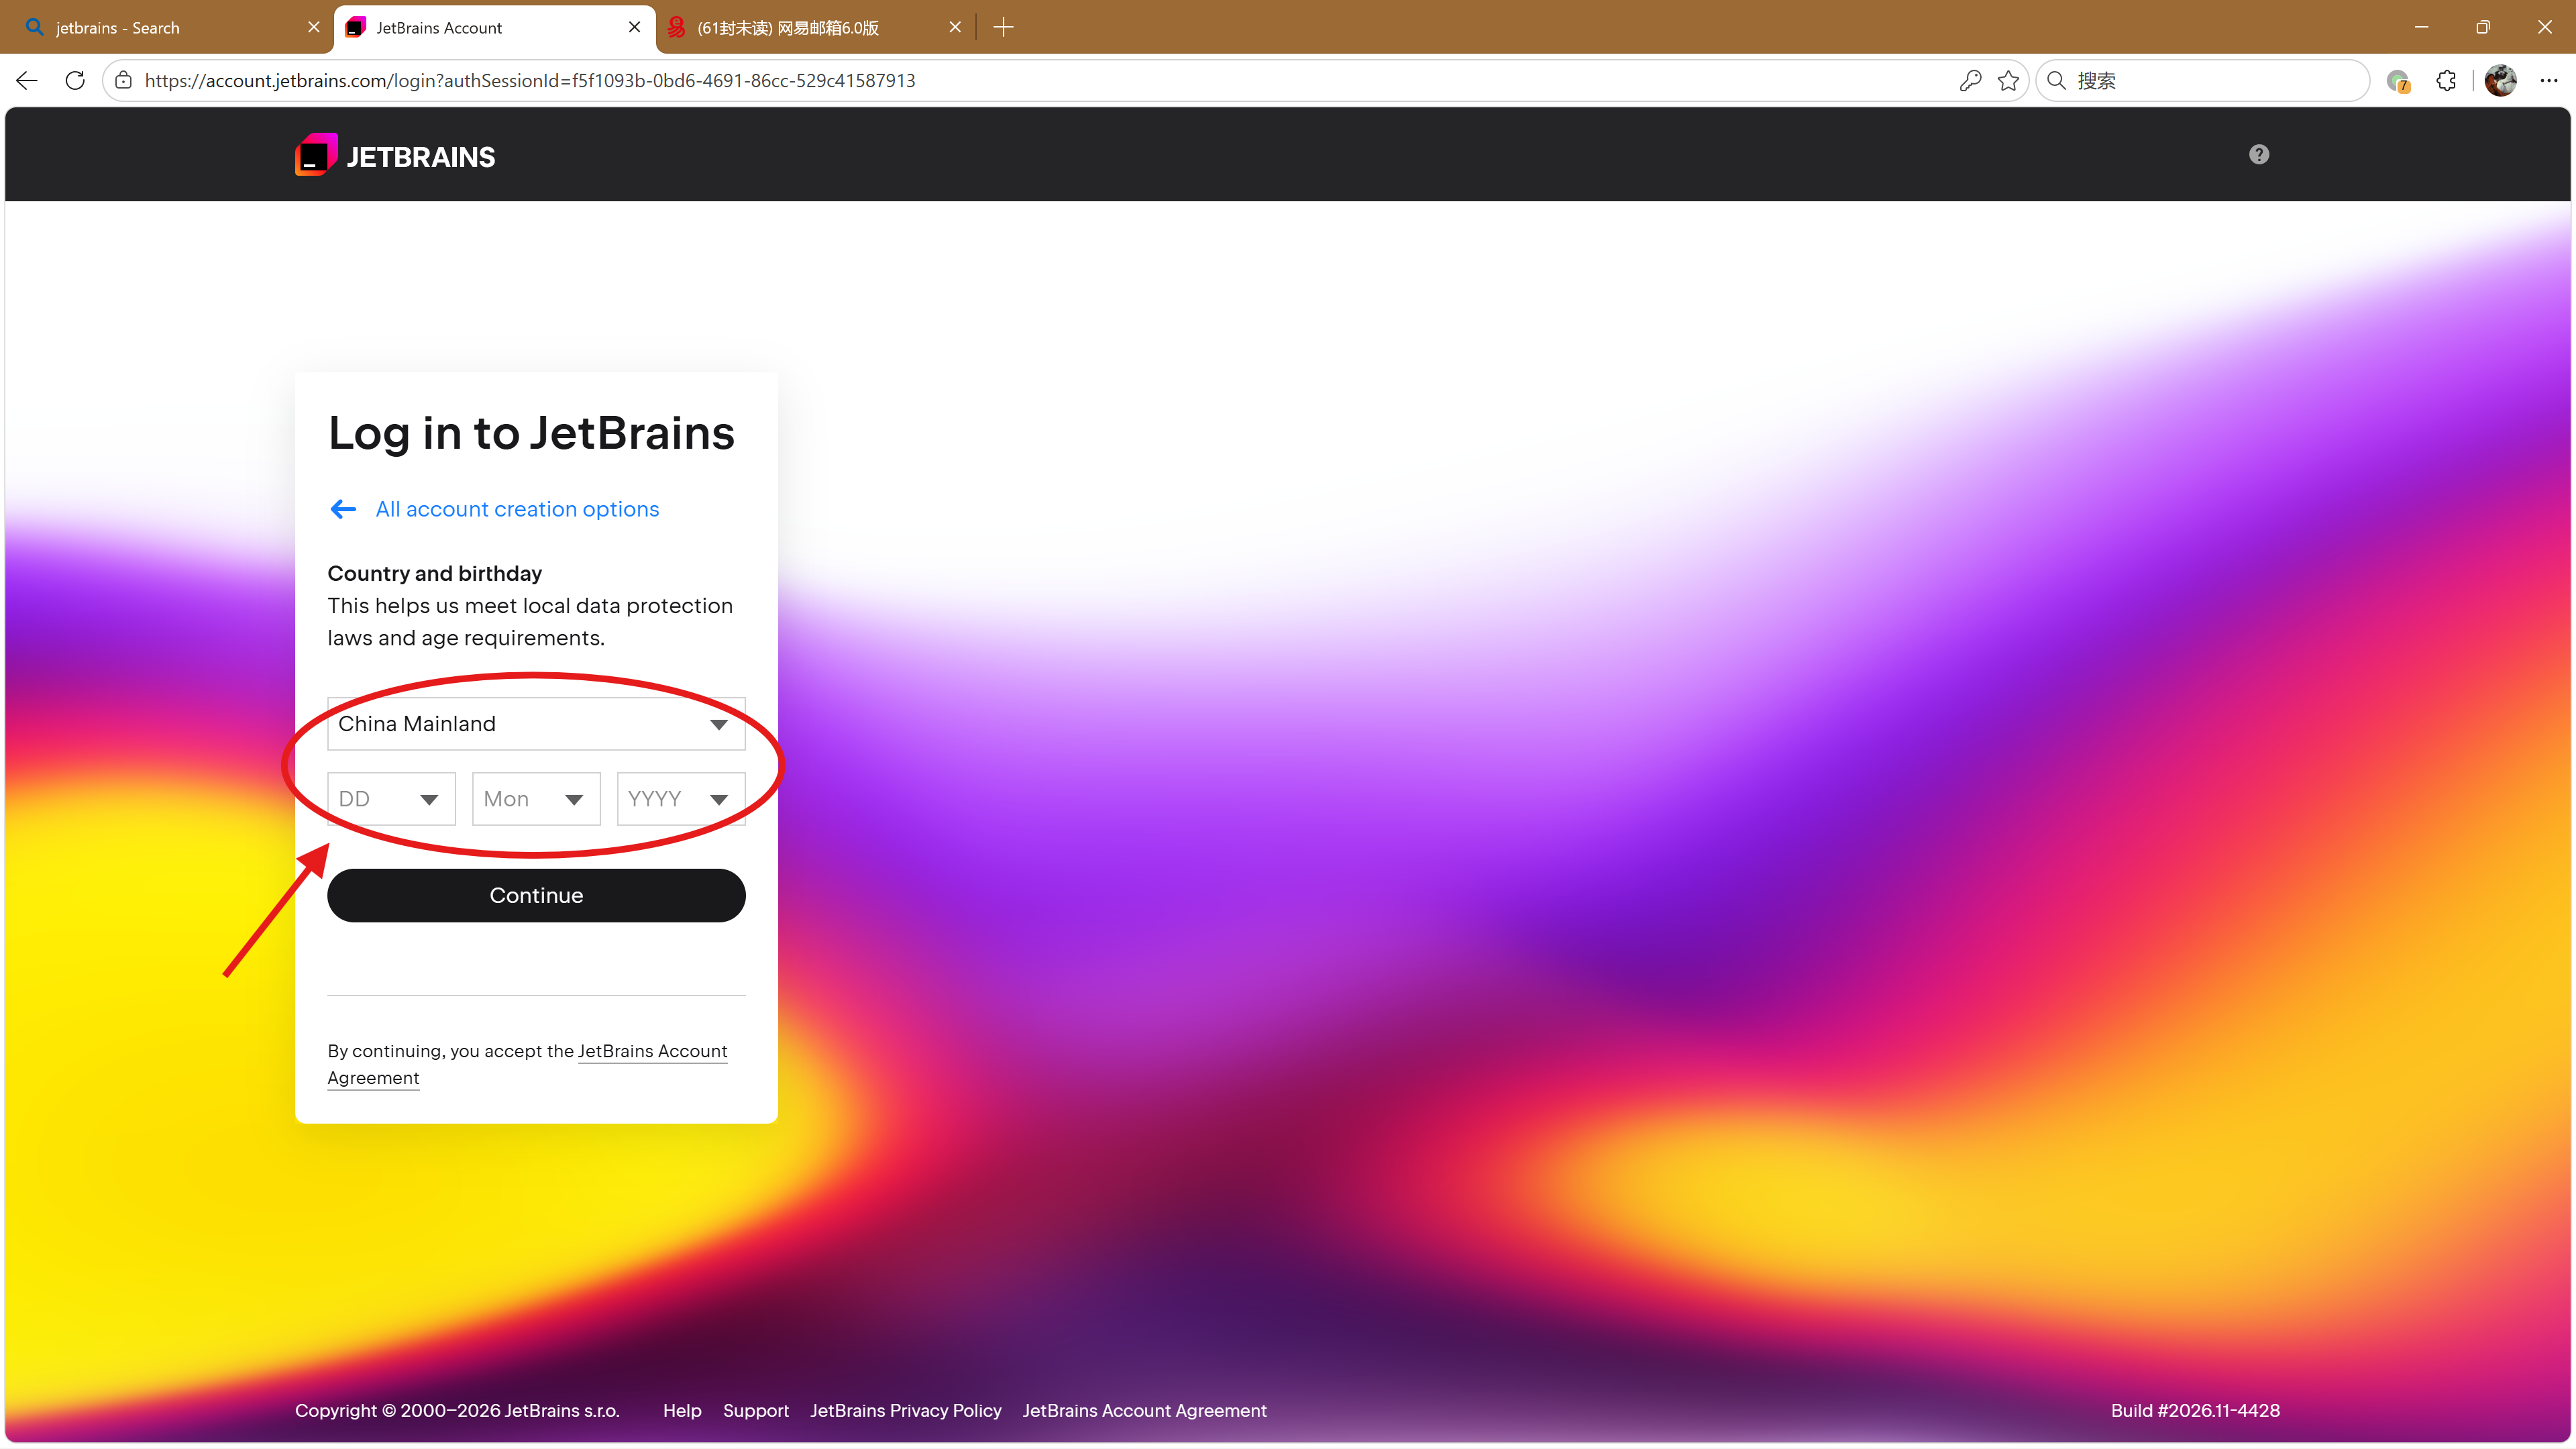 jetbrains - Search
JetBrains Account
(61封未读) 网易邮箱6.0版
https://account.jetbrains.com/login?authSessionId=f5f1093b-0bd6-4691-86cc-529c41587913
搜索
7
JETBRAINS
?
Log in to JetBrains
All account creation options
Country and birthday
This helps us meet local data protection
laws and age requirements.
China Mainland
DD Mon YYYY
Continue
By continuing, you accept the JetBrains Account
Agreement
Copyright © 2000–2026 JetBrains s.r.o. Help Support JetBrains Privacy Policy JetBrains Account Agreement Build #2026.11-4428